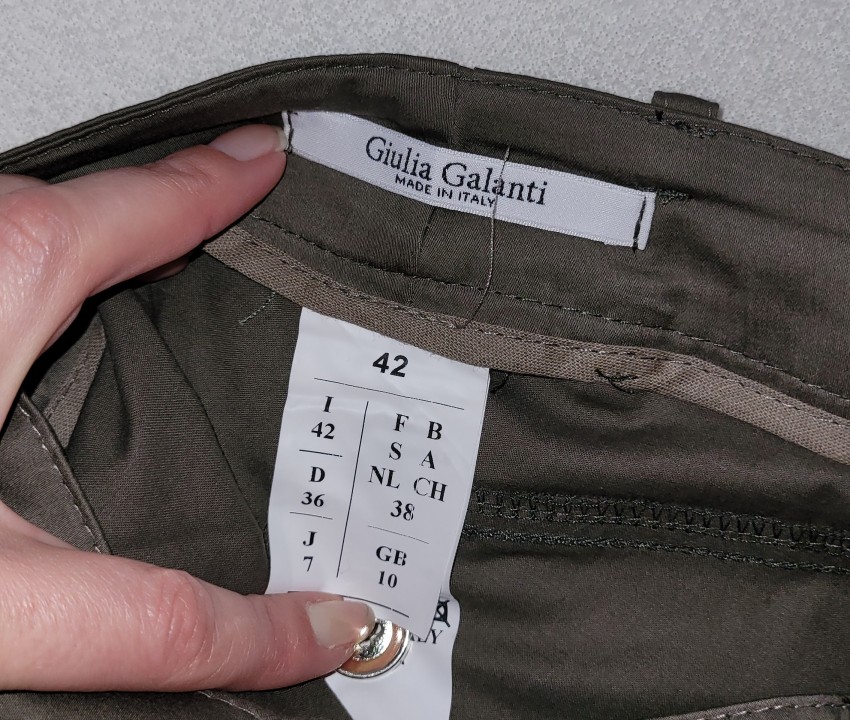 Giulia Galanti
MADE IN ITALY
42
I
42
D
36
J
7
F B
S A
NL CH
38
GB
10